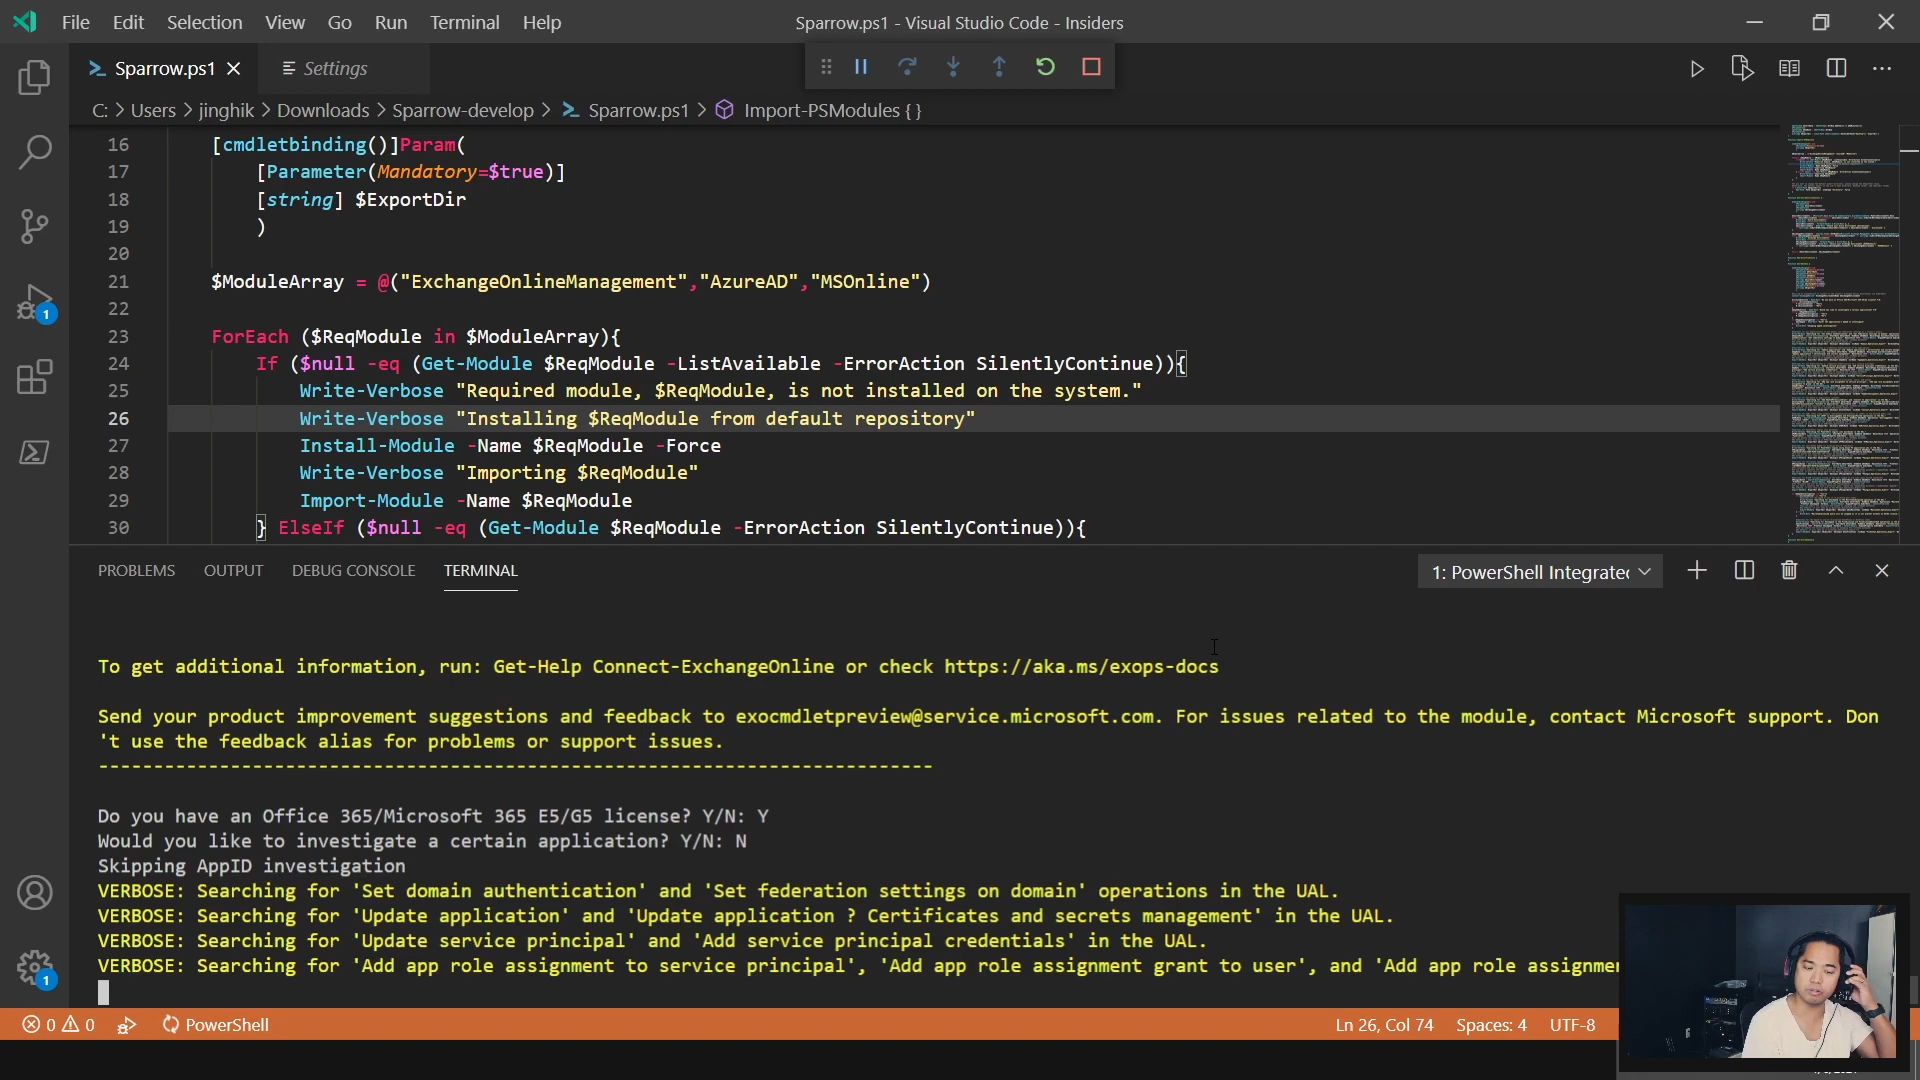 File Edit Selection View Go Run Terminal Help
Sparrow.ps1 - Visual Studio Code - Insiders
Sparrow.ps1
Settings
C: > Users > jinghik > Downloads > Sparrow-develop > Sparrow.ps1 > Import-PSModules { }
16 [cmdletbinding()]Param(
17 [Parameter(Mandatory=$true)]
18 [string] $ExportDir
19 )
20
21 $ModuleArray = @("ExchangeOnlineManagement","AzureAD","MSOnline")
22
23 ForEach ($ReqModule in $ModuleArray){
24 If ($null -eq (Get-Module $ReqModule -ListAvailable -ErrorAction SilentlyContinue)){
25 Write-Verbose "Required module, $ReqModule, is not installed on the system."
26 Write-Verbose "Installing $ReqModule from default repository"
27 Install-Module -Name $ReqModule -Force
28 Write-Verbose "Importing $ReqModule"
29 Import-Module -Name $ReqModule
30 } ElseIf ($null -eq (Get-Module $ReqModule -ErrorAction SilentlyContinue)){
1
PROBLEMS OUTPUT DEBUG CONSOLE TERMINAL
1: PowerShell Integrated
To get additional information, run: Get-Help Connect-ExchangeOnline or check https://aka.ms/exops-docs
Send your product improvement suggestions and feedback to exocmdletpreview@service.microsoft.com. For issues related to the module, contact Microsoft support. Don
't use the feedback alias for problems or support issues.
----------------------------------------------------------------------------
Do you have an Office 365/Microsoft 365 E5/G5 license? Y/N: Y
Would you like to investigate a certain application? Y/N: N
Skipping AppID investigation
VERBOSE: Searching for 'Set domain authentication' and 'Set federation settings on domain' operations in the UAL.
VERBOSE: Searching for 'Update application' and 'Update application ? Certificates and secrets management' in the UAL.
VERBOSE: Searching for 'Update service principal' and 'Add service principal credentials' in the UAL.
VERBOSE: Searching for 'Add app role assignment to service principal', 'Add app role assignment grant to user', and 'Add app role assignme
1
0 0 PowerShell
Ln 26, Col 74 Spaces: 4 UTF-8